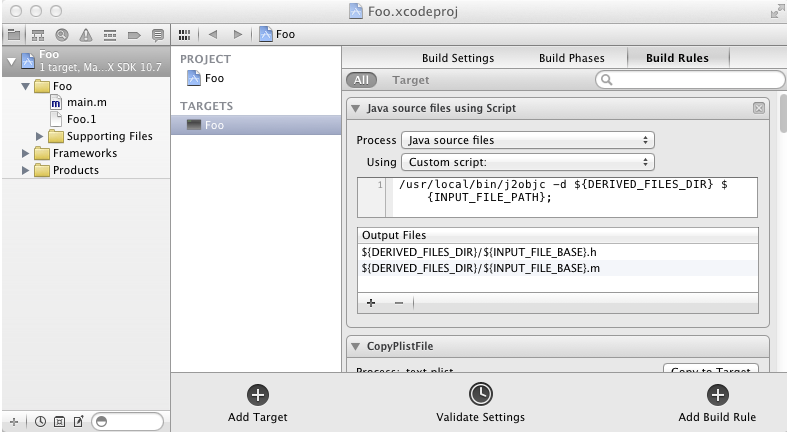 Foo.xcodeproj
Foo
Foo
1 target, Ma...X SDK 10.7
Foo
main.m
Foo.1
Supporting Files
Frameworks
Products
PROJECT
Foo
TARGETS
Foo
Build Settings Build Phases Build Rules
All Target
Java source files using Script
Process Java source files
Using Custom script:
1 /usr/local/bin/j2objc -d ${DERIVED_FILES_DIR} $
{INPUT_FILE_PATH};
Output Files
${DERIVED_FILES_DIR}/${INPUT_FILE_BASE}.h
${DERIVED_FILES_DIR}/${INPUT_FILE_BASE}.m
CopyPlistFile
Process: text.plist Copy to Target
Add Target Validate Settings Add Build Rule